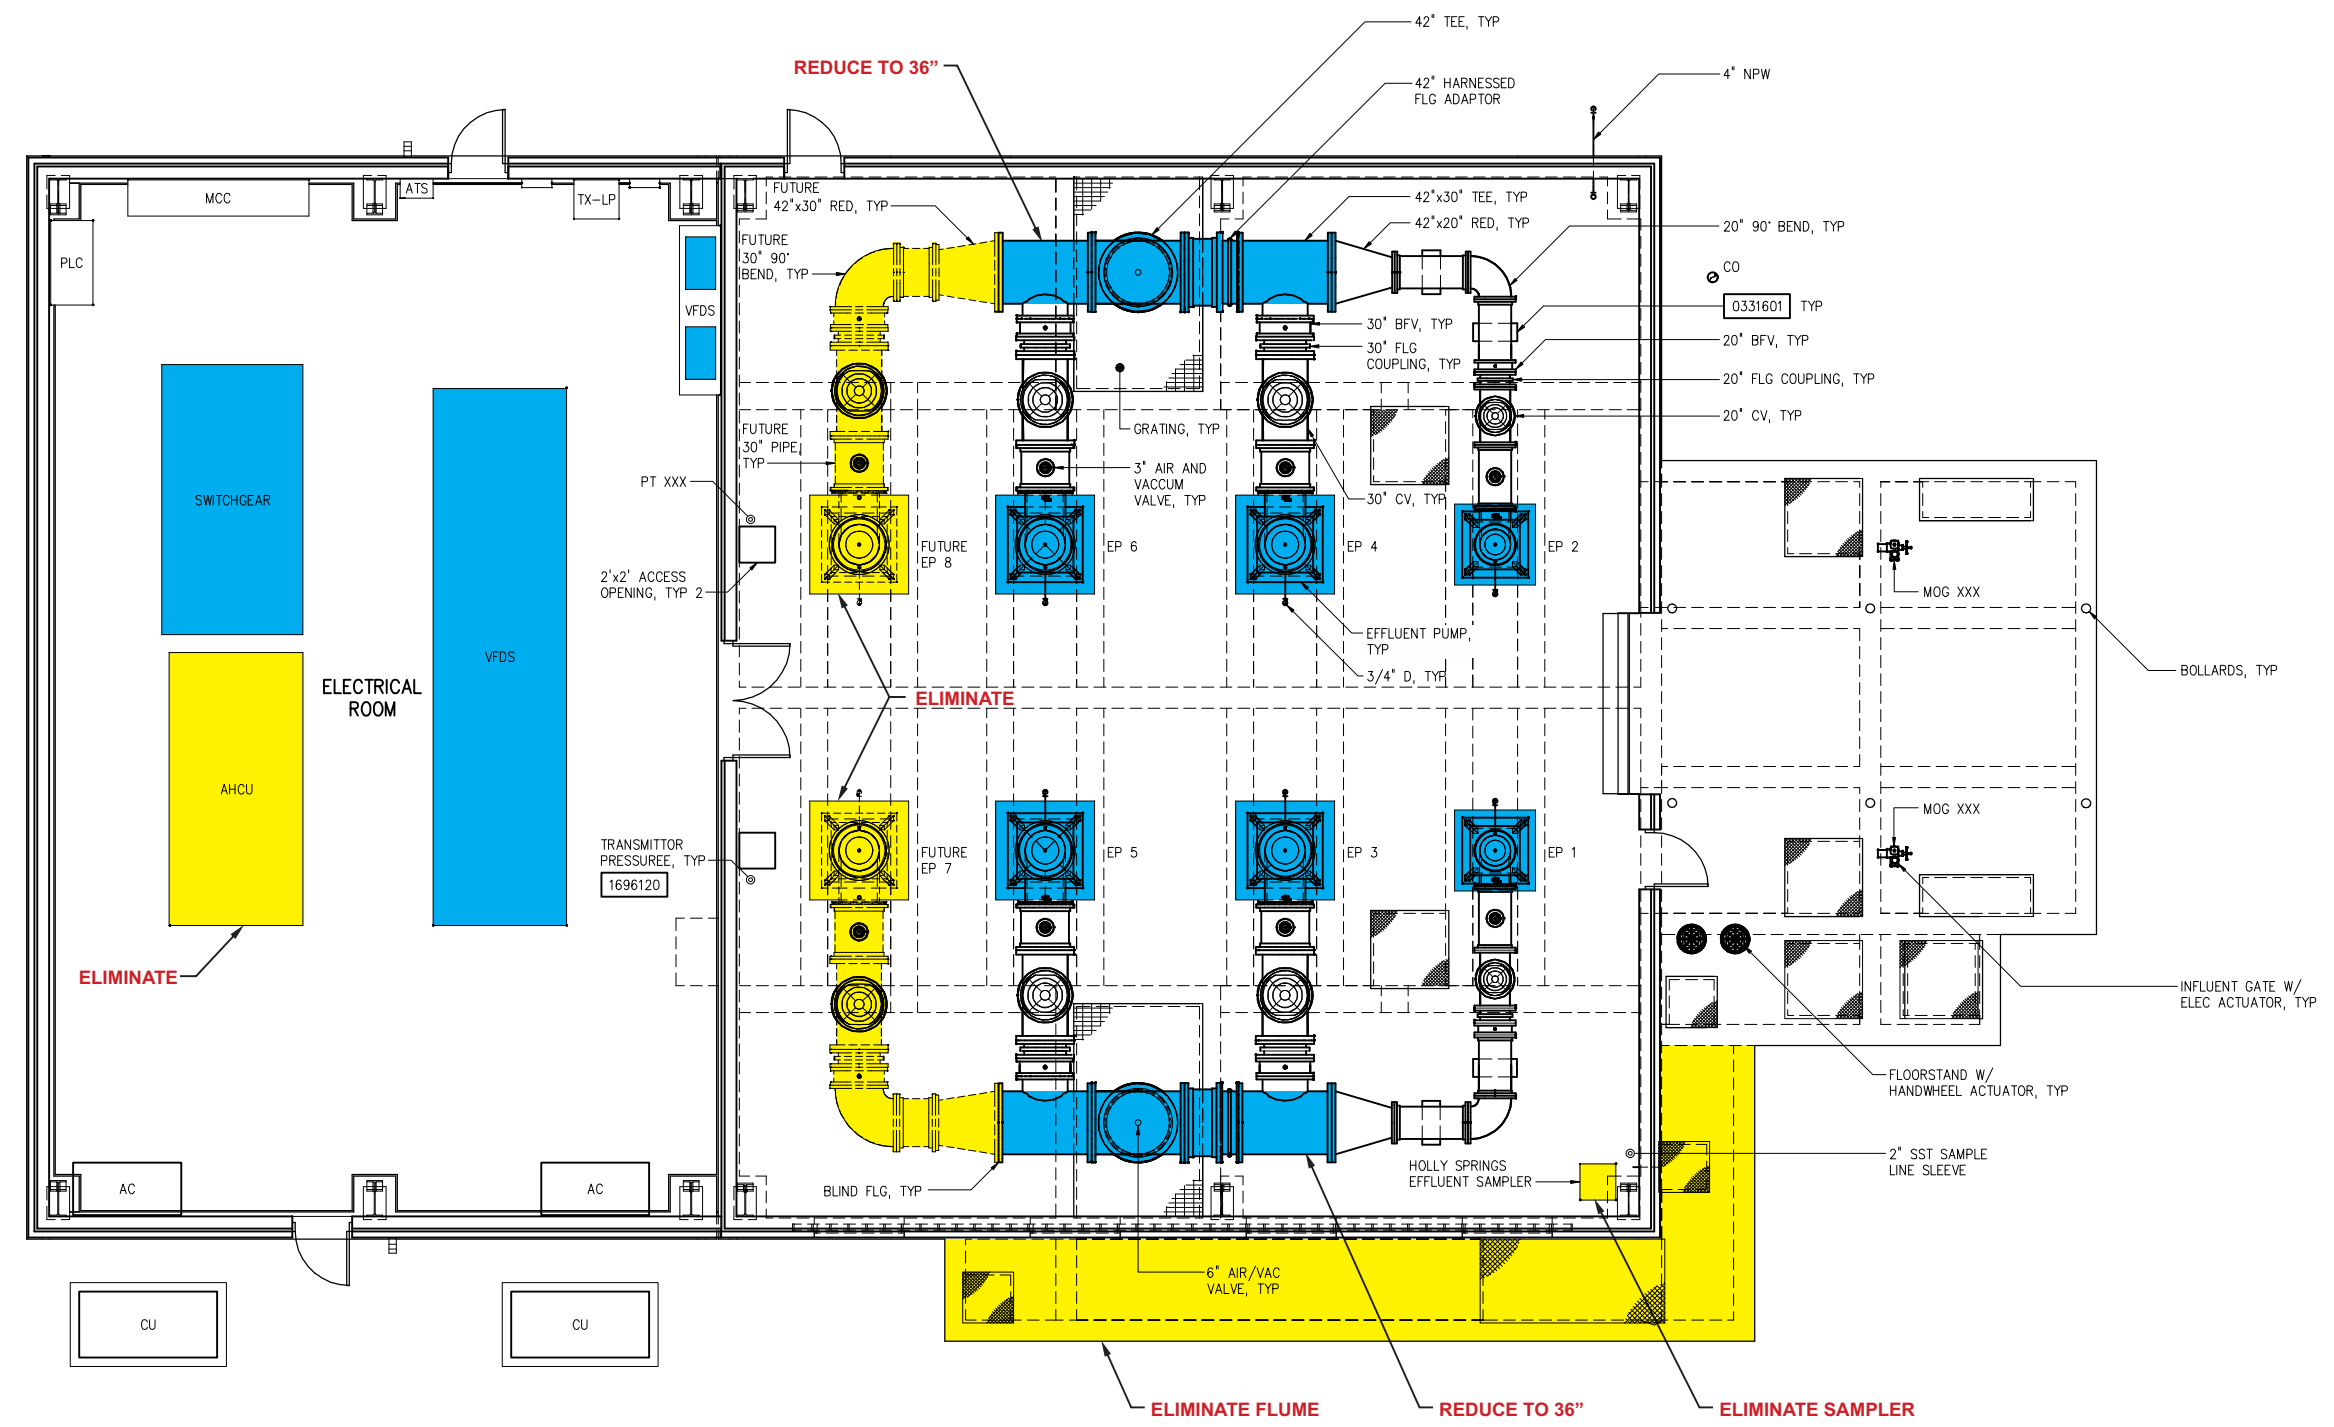 42" TEE, TYP
REDUCE TO 36”
4" NPW
42" HARNESSED
FLG ADAPTOR
ATS
MCC
TX-LP
FUTURE
42"x30" RED, TYP
42"x30" TEE, TYP
42"x20" RED, TYP
20" 90° BEND, TYP
FUTURE
30" 90°
BEND, TYP
PLC
CO
VFDS
0331601 TYP
30" BFV, TYP
30" FLG
COUPLING, TYP
20" BFV, TYP
20" FLG COUPLING, TYP
20" CV, TYP
FUTURE
30" PIPE,
TYP
GRATING, TYP
3" AIR AND
VACCUM
VALVE, TYP
PT XXX
SWITCHGEAR
30" CV, TYP
FUTURE
EP 8
EP 6
EP 4
EP 2
2'x2' ACCESS
OPENING, TYP 2
MOG XXX
EFFLUENT PUMP,
TYP
3/4" D, TYP
VFDS
BOLLARDS, TYP
ELECTRICAL
ROOM
ELIMINATE
AHCU
MOG XXX
TRANSMITTOR
PRESSUREE, TYP
1696120
FUTURE
EP 7
EP 5
EP 3
EP 1
ELIMINATE
INFLUENT GATE W/
ELEC ACTUATOR, TYP
FLOORSTAND W/
HANDWHEEL ACTUATOR, TYP
2" SST SAMPLE
LINE SLEEVE
HOLLY SPRINGS
EFFLUENT SAMPLER
BLIND FLG, TYP
AC
AC
6" AIR/VAC
VALVE, TYP
CU
CU
ELIMINATE FLUME
REDUCE TO 36”
ELIMINATE SAMPLER